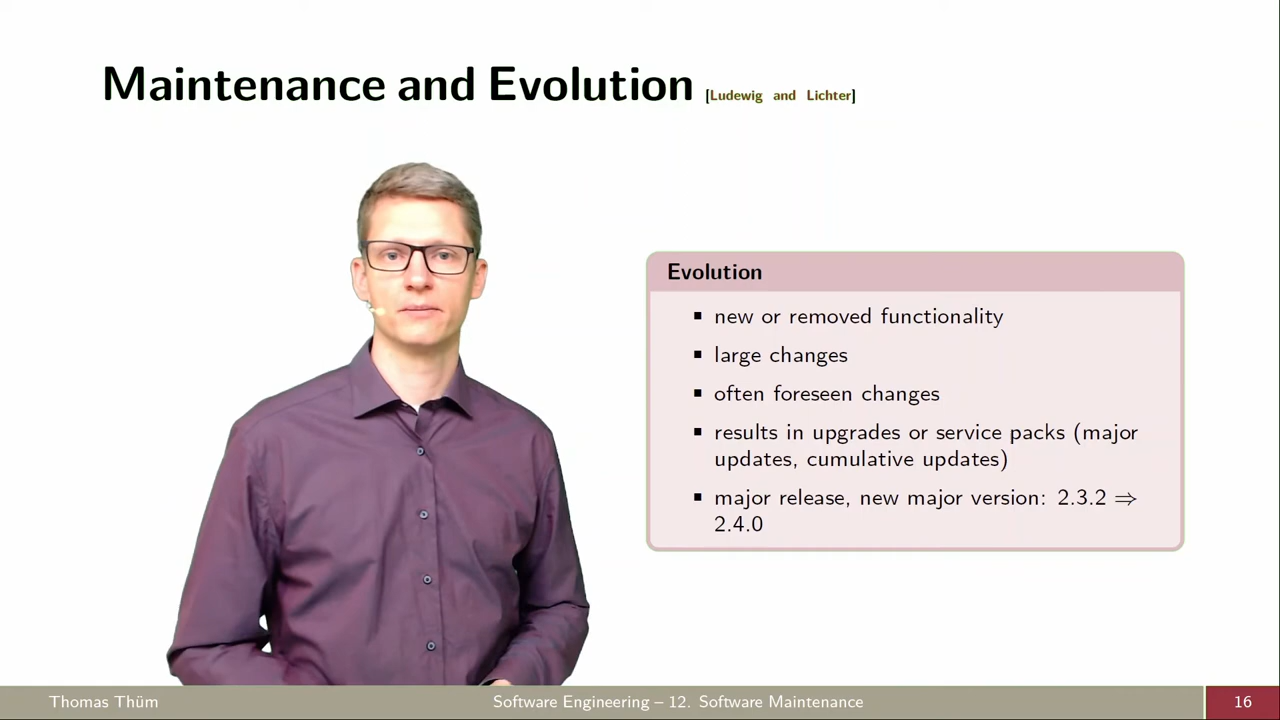 Maintenance and Evolution [Ludewig and Lichter]
Evolution
▪ new or removed functionality
▪ large changes
▪ often foreseen changes
▪ results in upgrades or service packs (major
updates, cumulative updates)
▪ major release, new major version: 2.3.2 ⇒
2.4.0
Thomas Thüm Software Engineering – 12. Software Maintenance 16